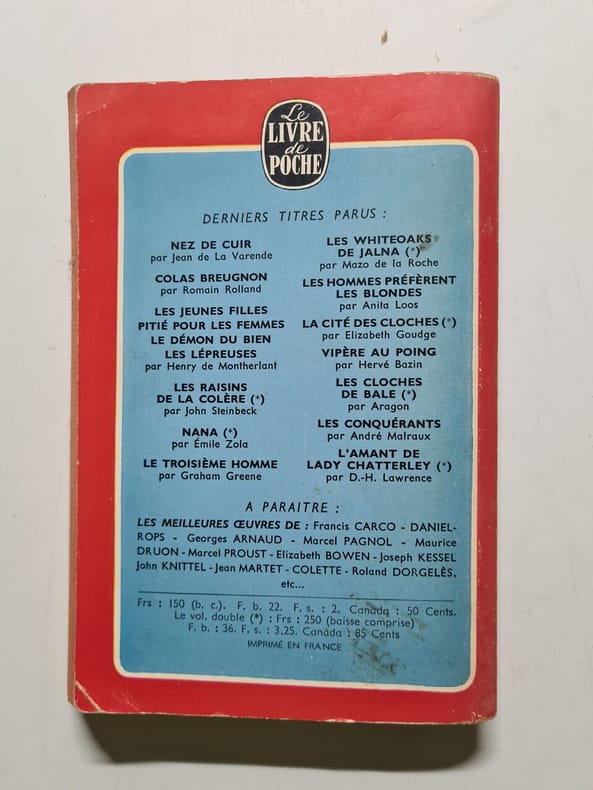 Le
LIVRE
de
POCHE
DERNIERS TITRES PARUS :
NEZ DE CUIR
par Jean de La Varende
COLAS BREUGNON
par Romain Rolland
LES JEUNES FILLES
PITIÉ POUR LES FEMMES
LE DÉMON DU BIEN
LES LÉPREUSES
par Henry de Montherlant
LES RAISINS
DE LA COLÈRE (*)
par John Steinbeck
NANA (*)
par Émile Zola
LE TROISIÈME HOMME
par Graham Greene
LES WHITEOAKS
DE JALNA (*)
par Mazo de la Roche
LES HOMMES PRÉFÈRENT
LES BLONDES
par Anita Loos
LA CITÉ DES CLOCHES (*)
par Elizabeth Goudge
VIPÈRE AU POING
par Hervé Bazin
LES CLOCHES
DE BALE (*)
par Aragon
LES CONQUÉRANTS
par André Malraux
L'AMANT DE
LADY CHATTERLEY (*)
par D.-H. Lawrence
A PARAITRE :
LES MEILLEURES ŒUVRES DE : Francis CARCO - DANIEL-
ROPS - Georges ARNAUD - Marcel PAGNOL - Maurice
DRUON - Marcel PROUST - Elizabeth BOWEN - Joseph KESSEL
John KNITTEL - Jean MARTET - COLETTE - Roland DORGELÈS,
etc...
Frs : 150 (b. c.). F. b. 22. F. s. : 2. Canada : 50 Cents.
Le vol. double (*) : Frs : 250 (baisse comprise)
F. b. : 36. F. s. : 3,25. Canada : 85 Cents
IMPRIMÉ EN FRANCE